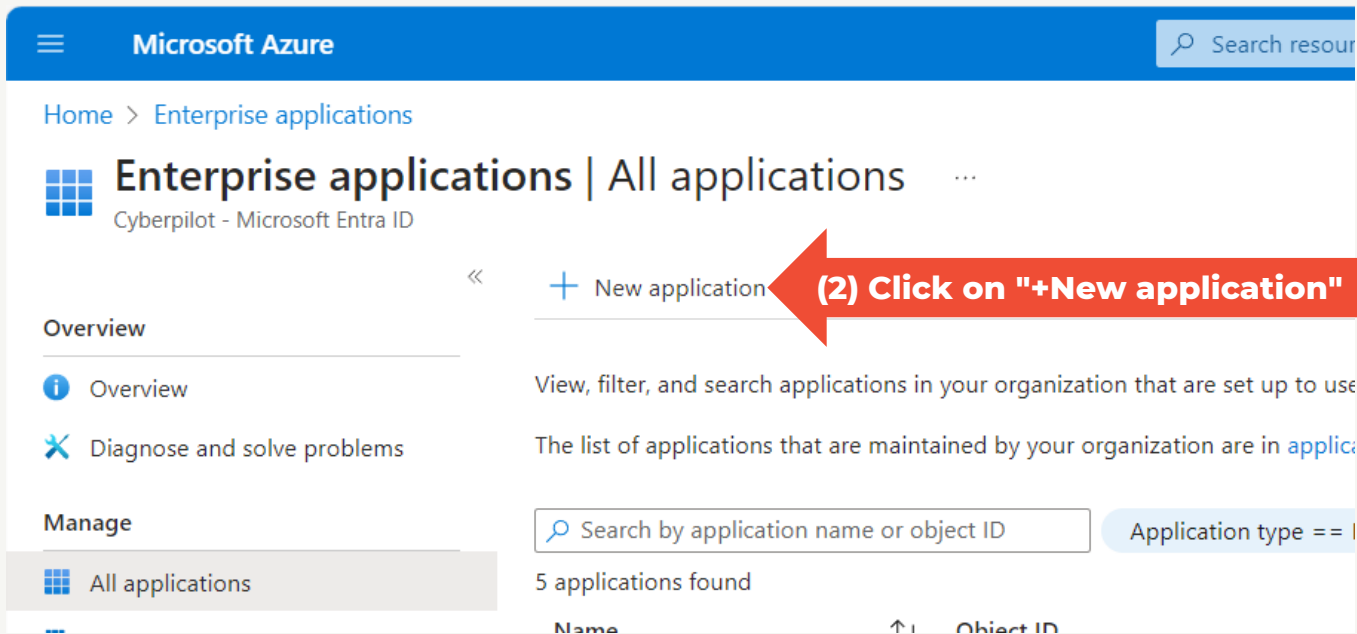 Microsoft Azure
Search resour
Home > Enterprise applications
Enterprise applications | All applications ...
Cyberpilot - Microsoft Entra ID
«
+ New application
(2) Click on "+New application"
Overview
Overview
Diagnose and solve problems
Manage
All applications
View, filter, and search applications in your organization that are set up to use
The list of applications that are maintained by your organization are in applica
Search by application name or object ID
Application type ==
5 applications found
Name
Object ID